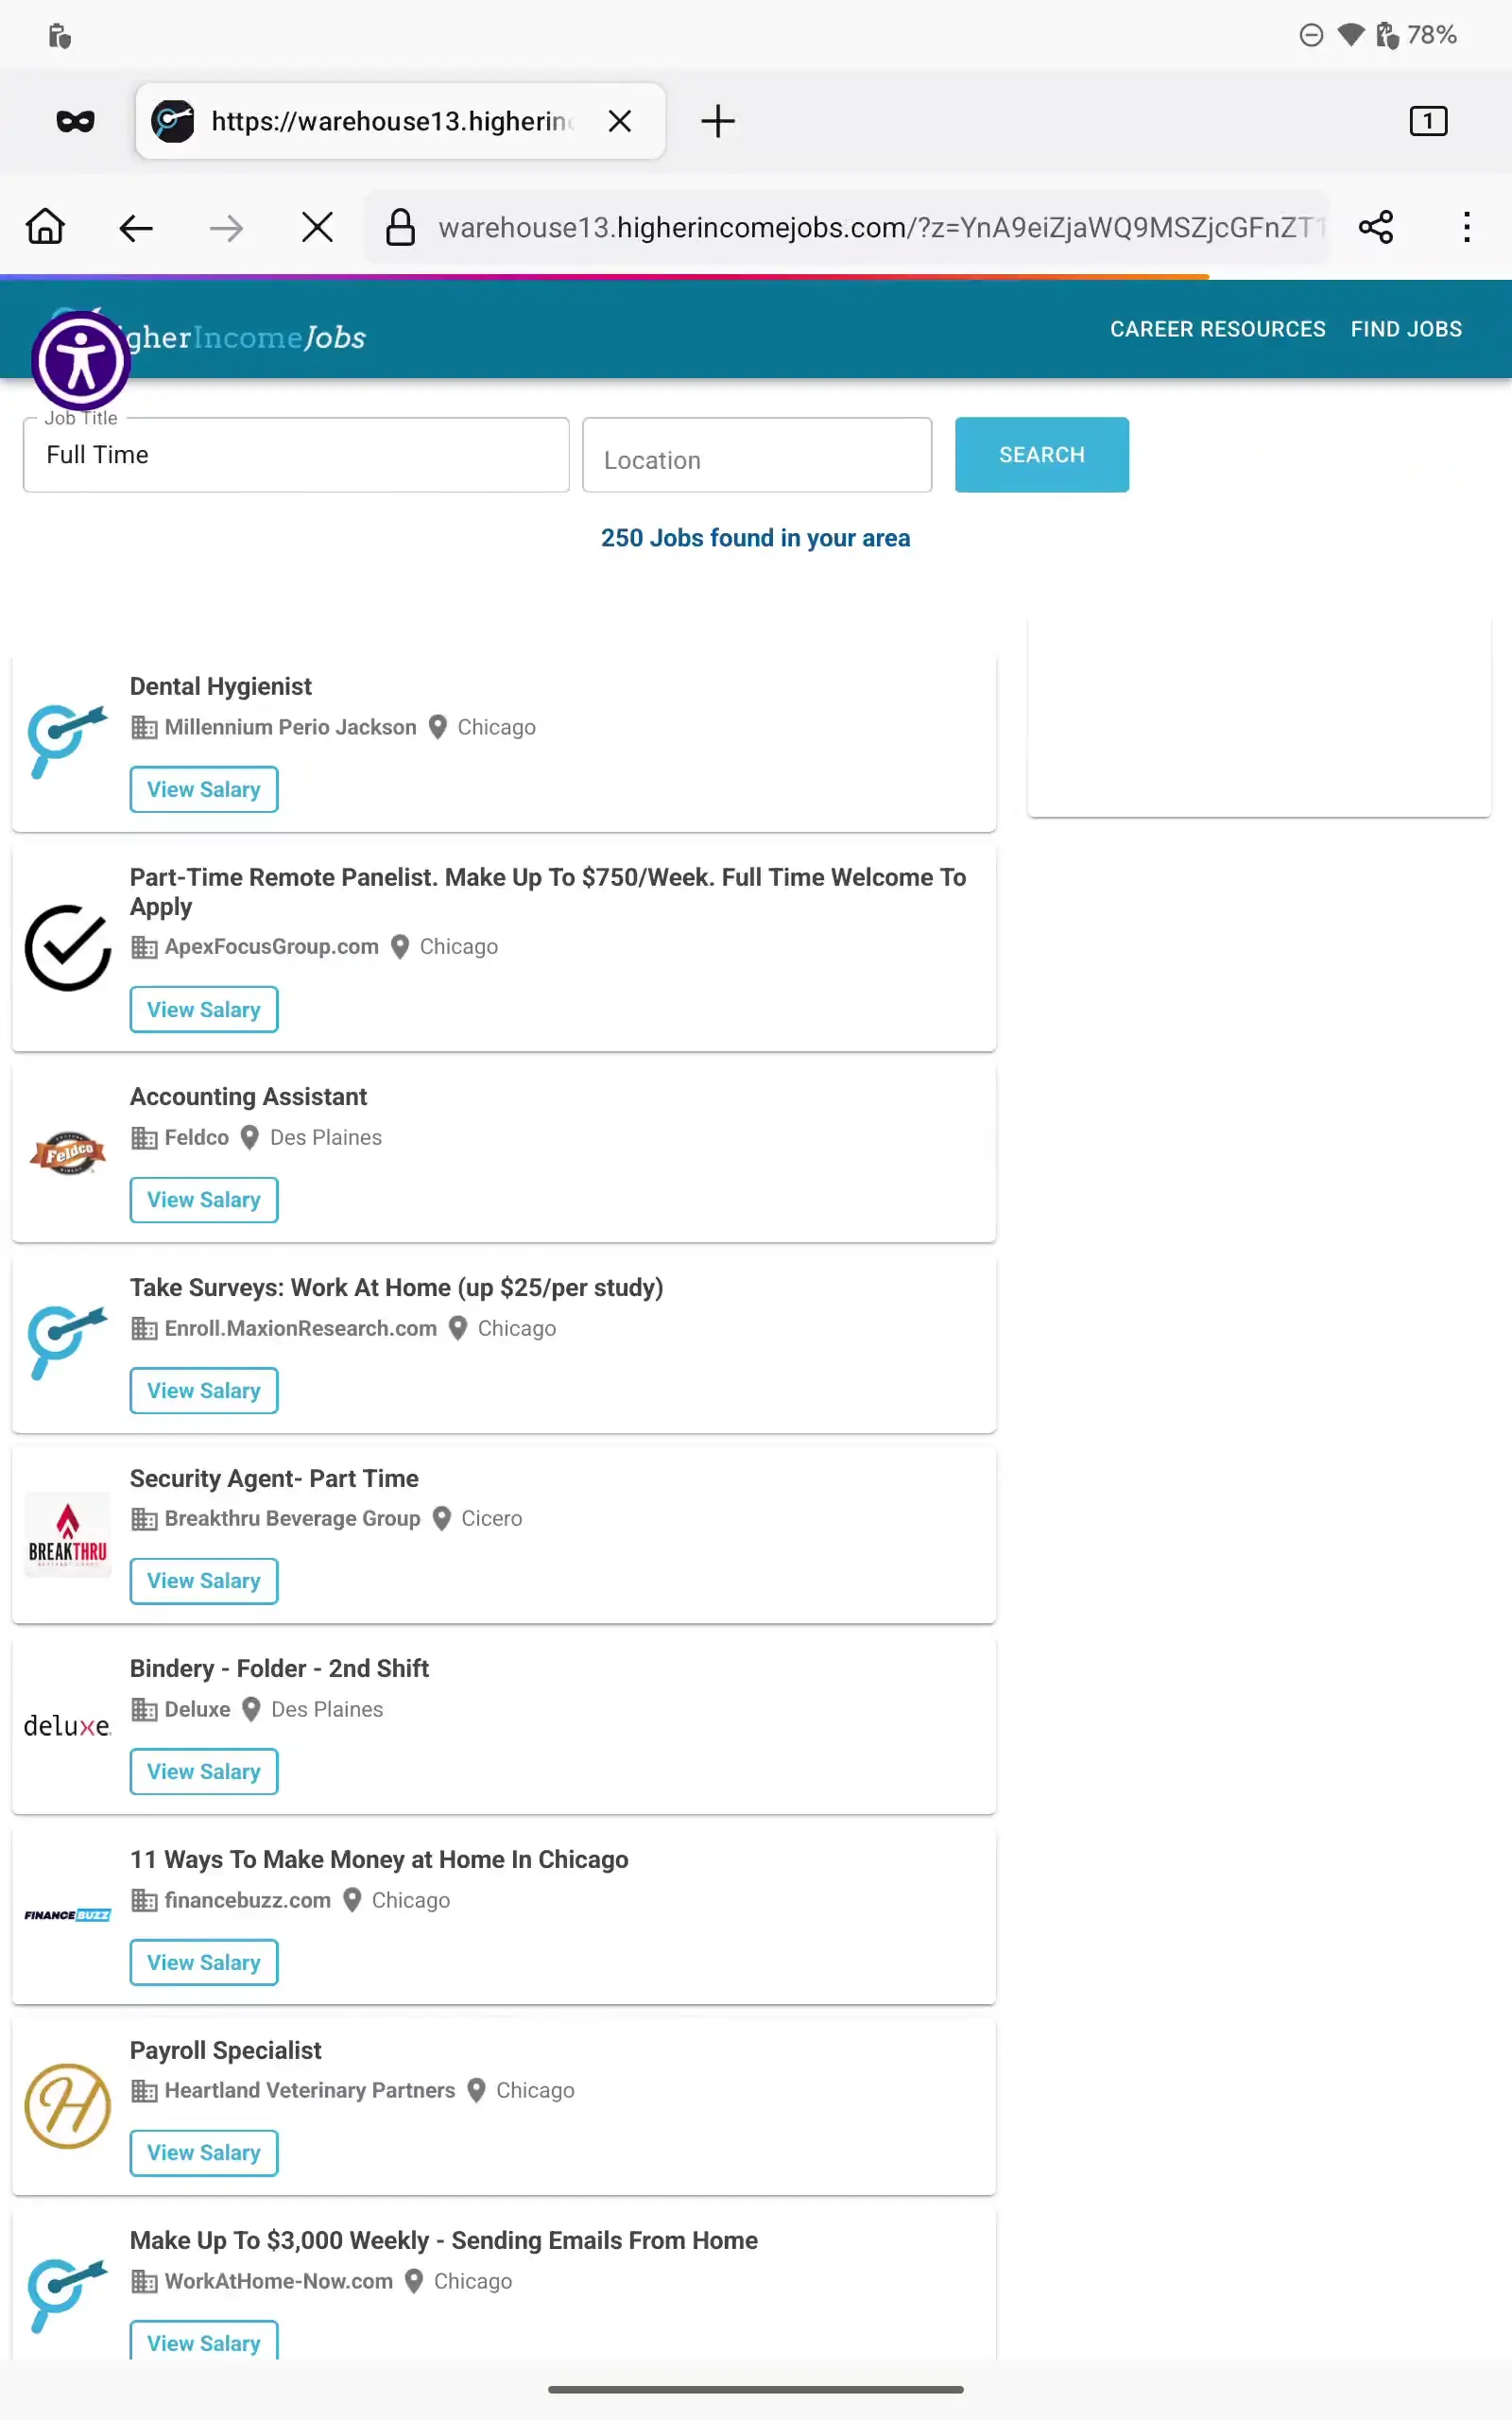 78%
https://warehouse13.higherin
1
warehouse13.higherincomejobs.com/?z=YnA9eiZjaWQ9MSZjcGFnZT1
gherIncomeJobs
CAREER RESOURCES FIND JOBS
Job Title
Full Time
Location
SEARCH
250 Jobs found in your area
Dental Hygienist
Millennium Perio Jackson Chicago
View Salary
Part-Time Remote Panelist. Make Up To $750/Week. Full Time Welcome To
Apply
ApexFocusGroup.com Chicago
View Salary
Accounting Assistant
Feldco
Feldco Des Plaines
View Salary
Take Surveys: Work At Home (up $25/per study)
Enroll.MaxionResearch.com Chicago
View Salary
Security Agent- Part Time
BREAKTHRU
Breakthru Beverage Group Cicero
View Salary
Bindery - Folder - 2nd Shift
deluxe
Deluxe Des Plaines
View Salary
11 Ways To Make Money at Home In Chicago
FINANCEBUZZ
financebuzz.com Chicago
View Salary
Payroll Specialist
H
Heartland Veterinary Partners Chicago
View Salary
Make Up To $3,000 Weekly - Sending Emails From Home
WorkAtHome-Now.com Chicago
View Salary